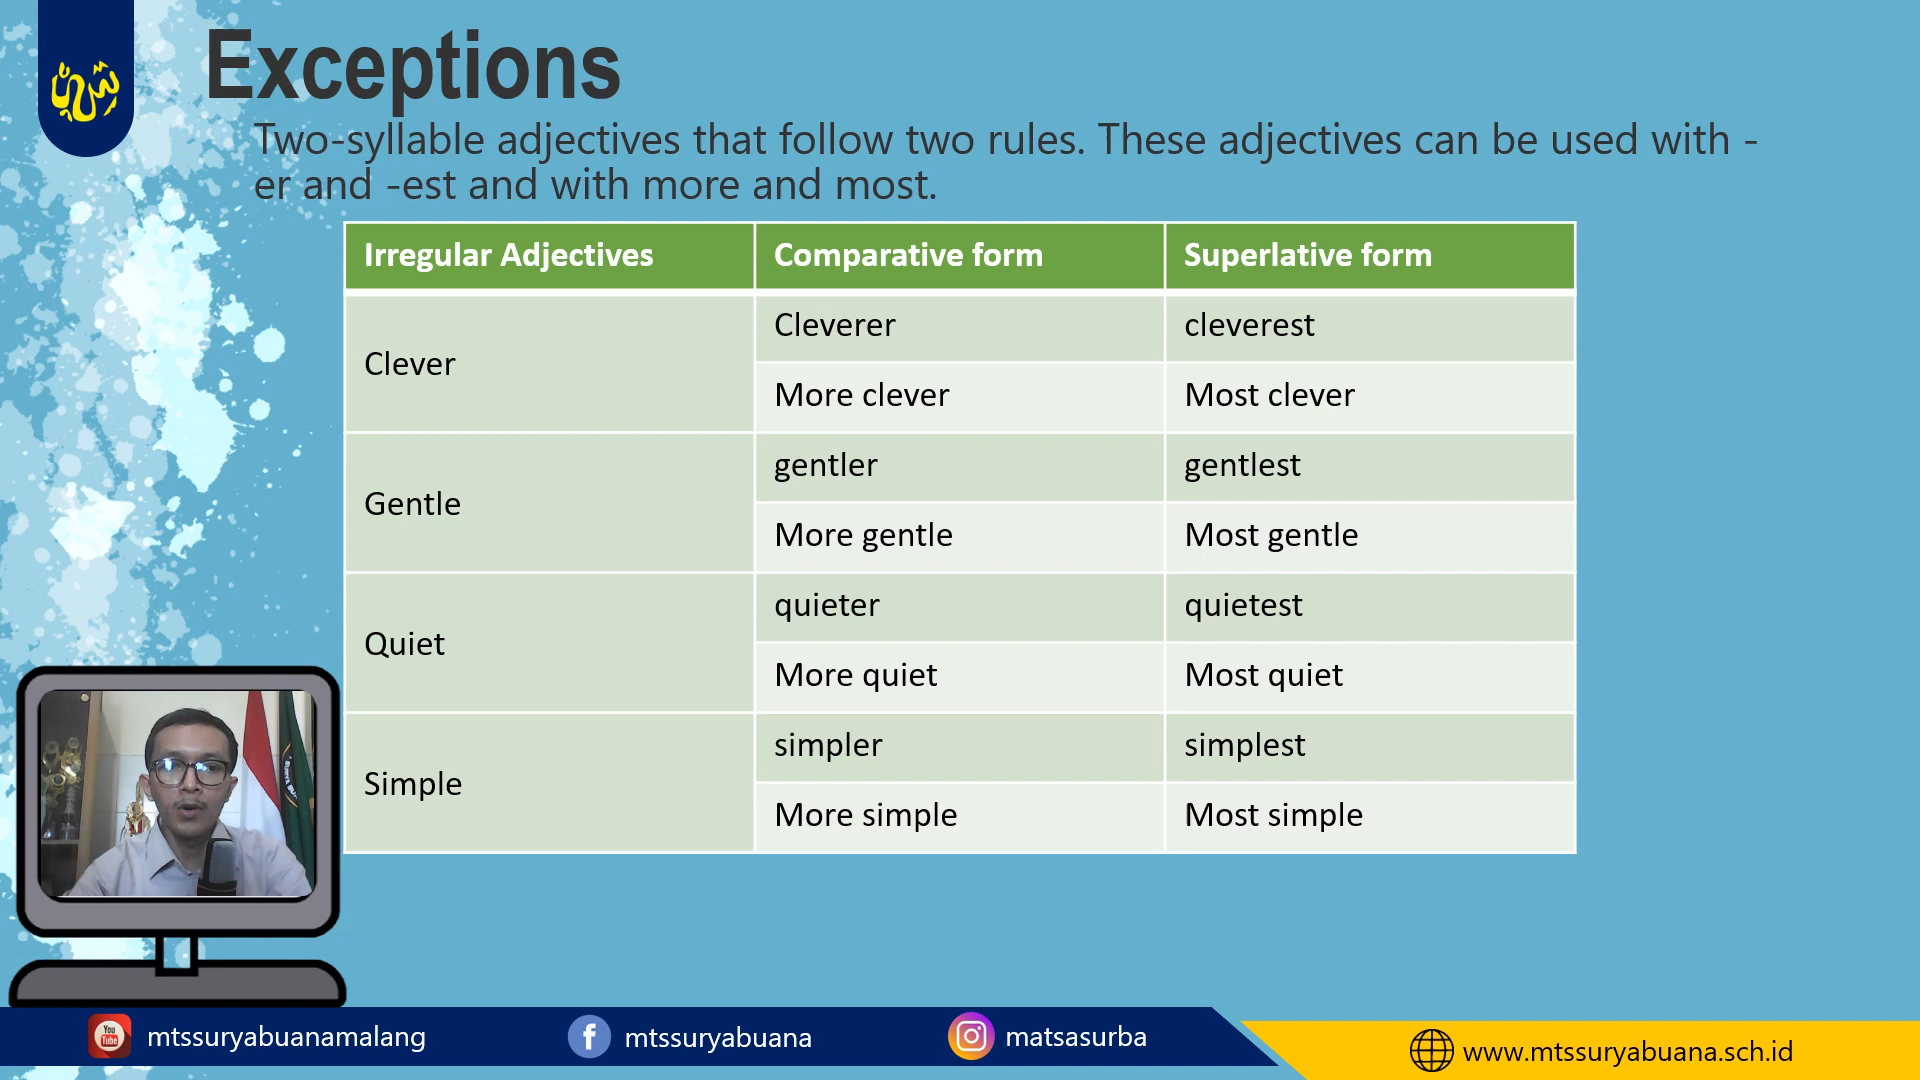 Exceptions
Two-syllable adjectives that follow two rules. These adjectives can be used with -
er and -est and with more and most.
Irregular Adjectives Comparative form Superlative form
Clever
Cleverer cleverest
More clever Most clever
Gentle
gentler gentlest
More gentle Most gentle
Quiet
quieter quietest
More quiet Most quiet
Simple
simpler simplest
More simple Most simple
You
Tube
mtssuryabuanamalang
mtssuryabuana
matsasurba
www.mtssuryabuana.sch.id